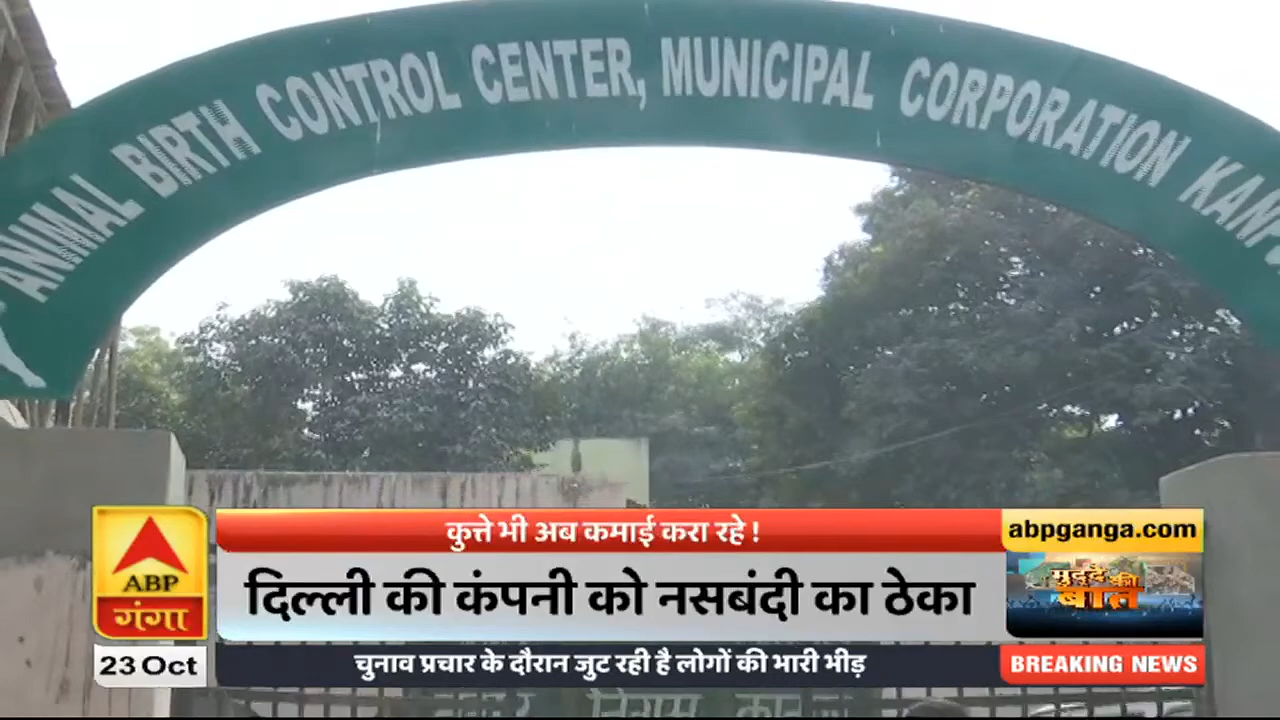 ANIMAL BIRTH CONTROL CENTER, MUNICIPAL CORPORATION
कुत्ते भी अब कमाई करा रहे !
abpganga.com
दिल्ली की कंपनी को नसबंदी का ठेका
मुद्दे की बात
ABP
गंगा
23 Oct
चुनाव प्रचार के दौरान जुट रही है लोगों की भारी भीड़
BREAKING NEWS